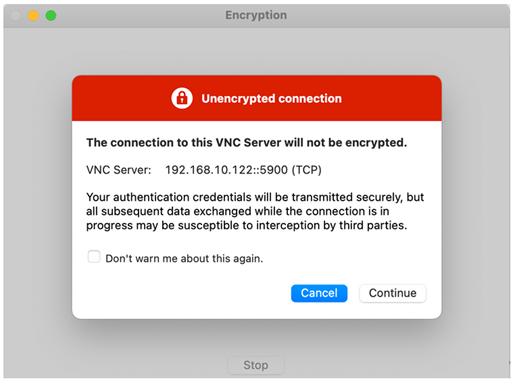 Encryption
Unencrypted connection
The connection to this VNC Server will not be encrypted.
VNC Server: 192.168.10.122::5900 (TCP)
Your authentication credentials will be transmitted securely, but
all subsequent data exchanged while the connection is in
progress may be susceptible to interception by third parties.
Don't warn me about this again.
Cancel Continue
Stop